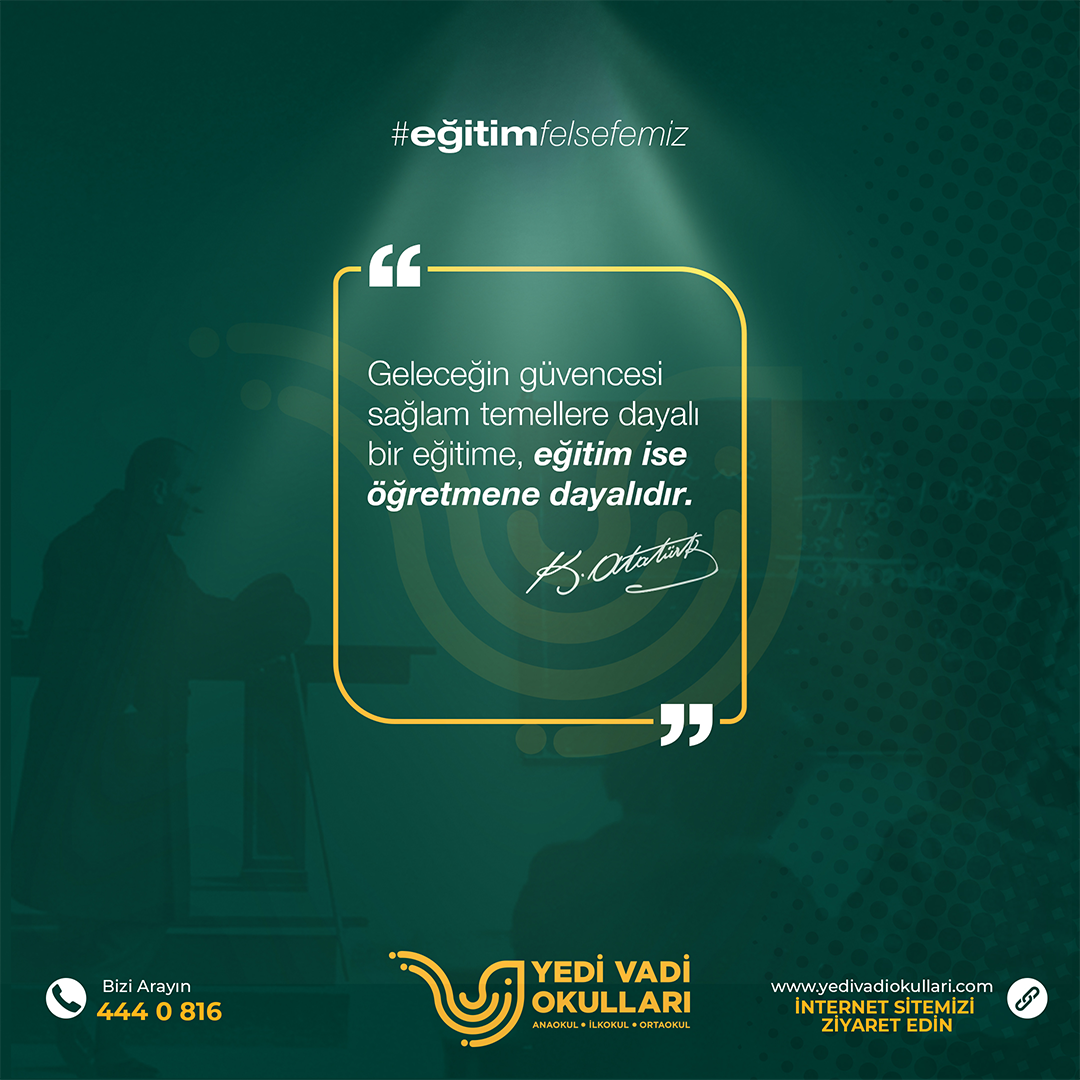 #eğitimfelsefemiz
“
Geleceğin güvencesi
sağlam temellere dayalı
bir eğitime, eğitim ise
öğretmene dayalıdır.
K. Atatürk
”
Bizi Arayın
444 0 816
YEDİ VADİ
OKULLARI
ANAOKUL • İLKOKUL • ORTAOKUL
www.yedivadiokullari.com
İNTERNET SİTEMİZİ
ZİYARET EDİN